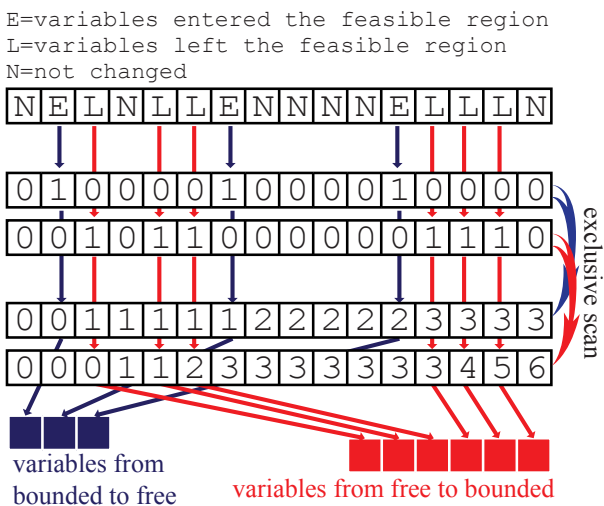 E=variables entered the feasible region
L=variables left the feasible region
N=not changed
N E L N L L E N N N N E L L L N
0 1 0 0 0 0 1 0 0 0 0 1 0 0 0 0
0 0 1 0 1 1 0 0 0 0 0 0 1 1 1 0
exclusive scan
0 0 1 1 1 1 1 2 2 2 2 2 3 3 3 3
0 0 0 1 1 2 3 3 3 3 3 3 3 4 5 6
variables from
bounded to free
variables from free to bounded